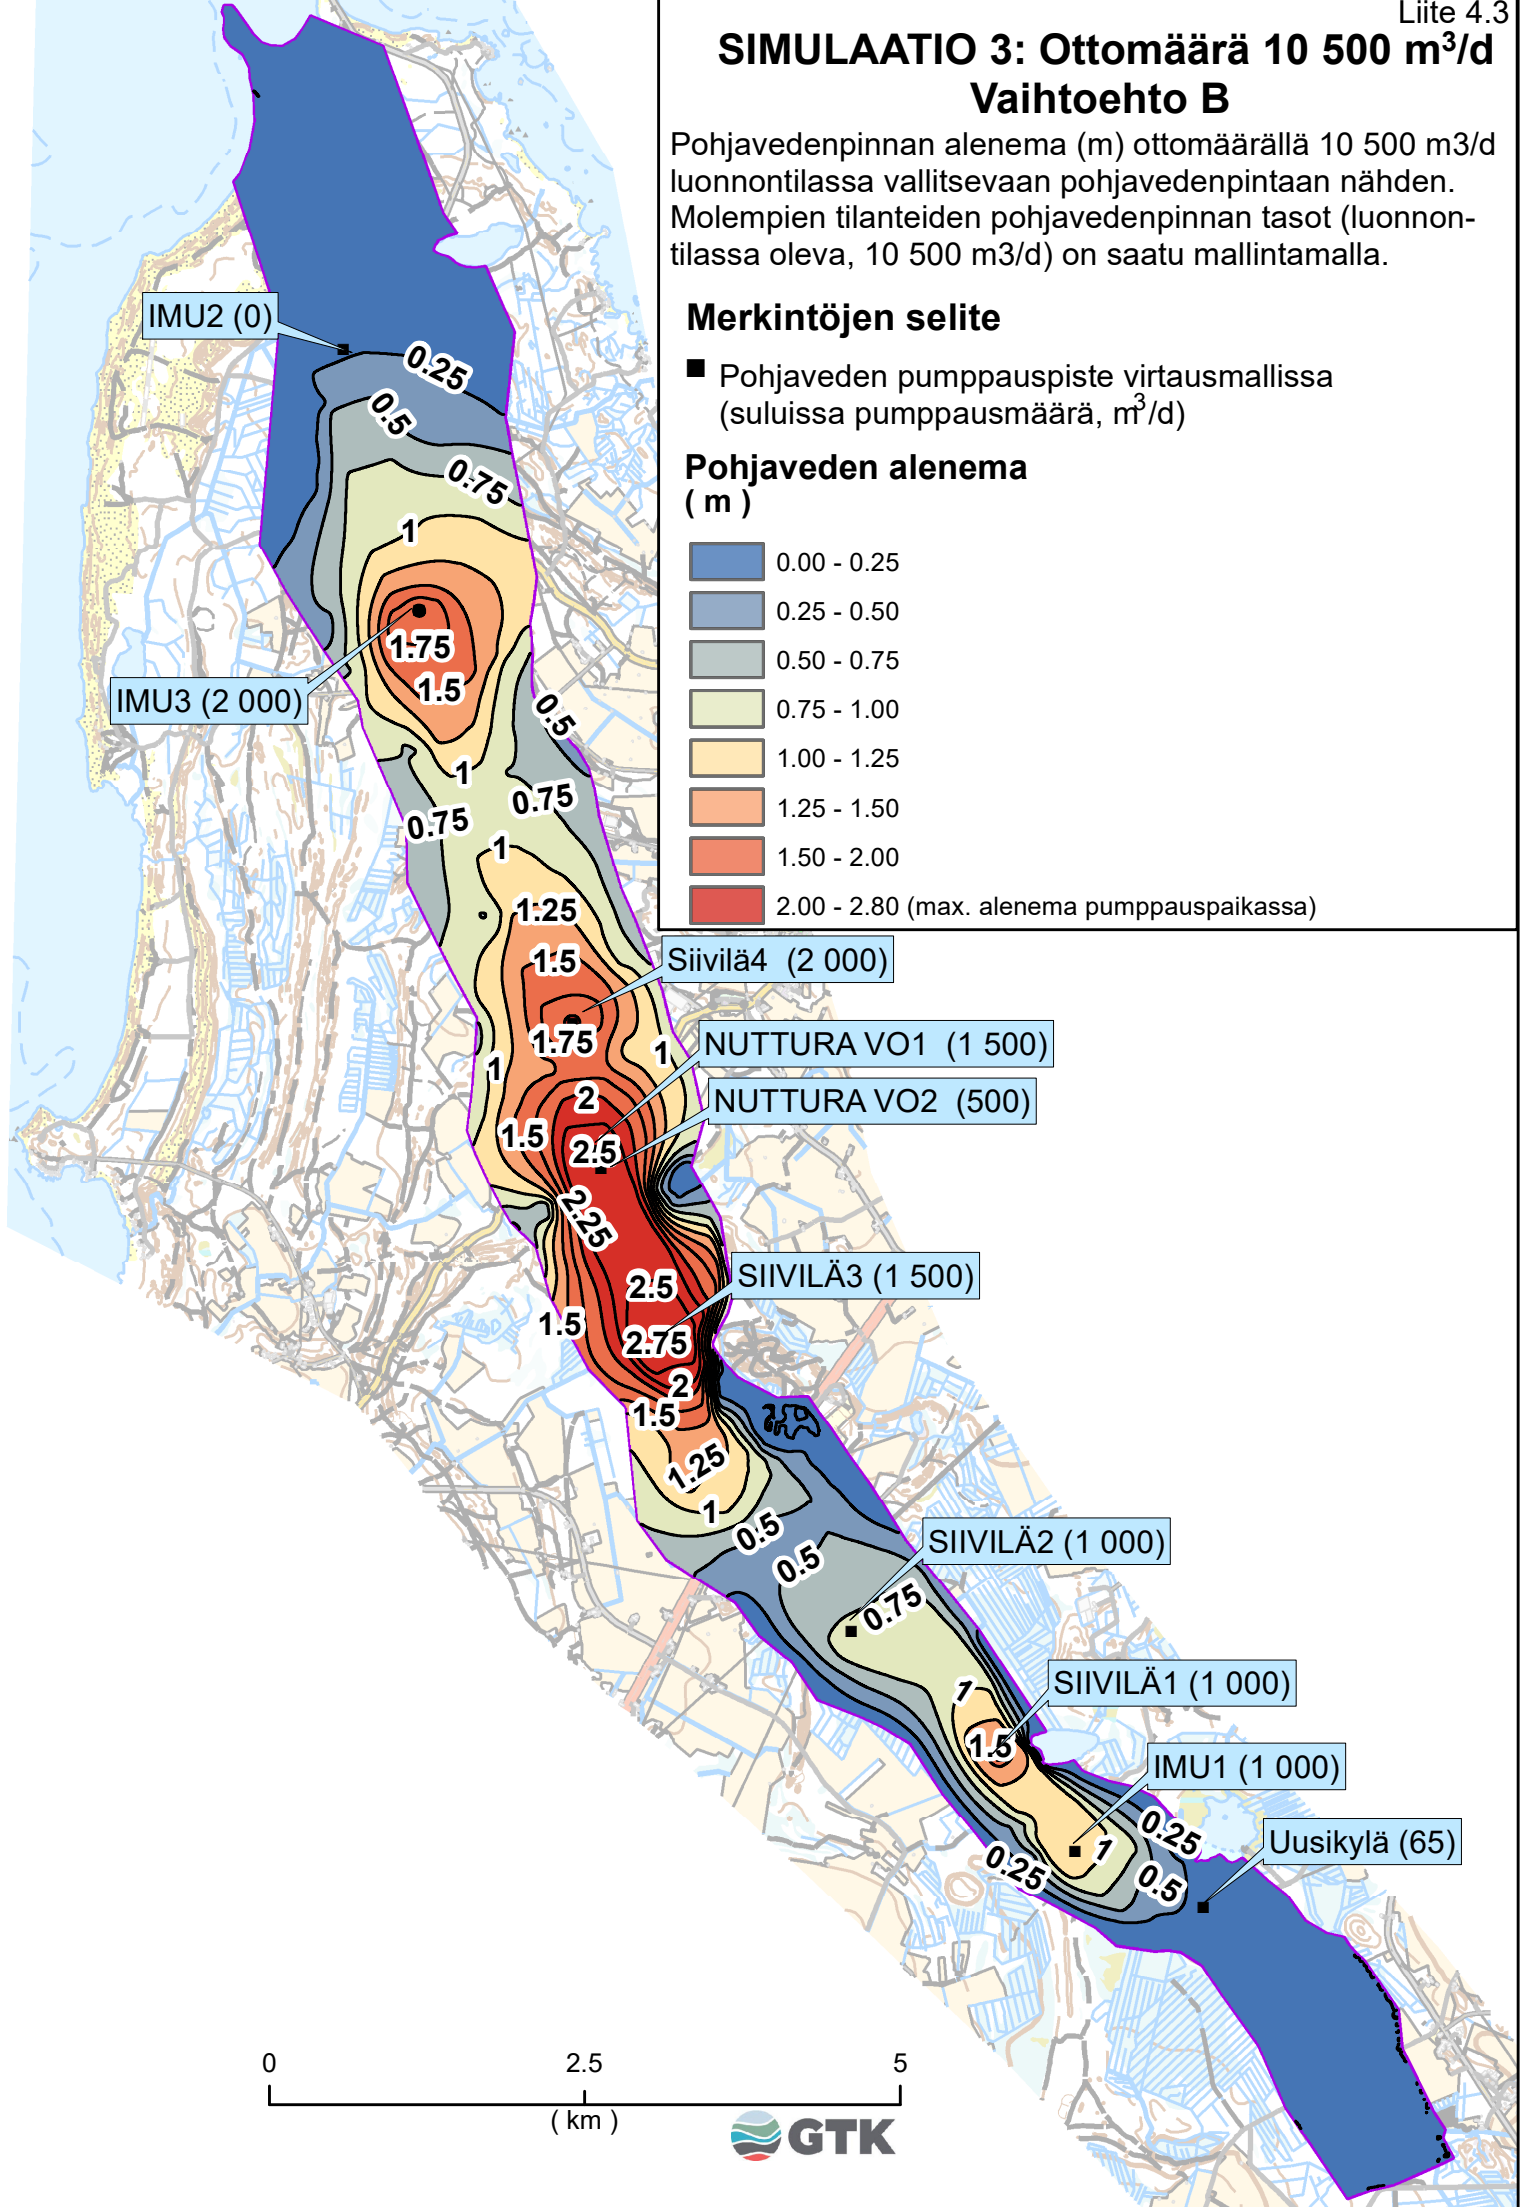 Liite 4.3
SIMULAATIO 3: Ottomäärä 10 500 m³/d
Vaihtoehto B
Pohjavedenpinnan alenema (m) ottomäärällä 10 500 m3/d
luonnontilassa vallitsevaan pohjavedenpintaan nähden.
Molempien tilanteiden pohjavedenpinnan tasot (luonnon-
tilassa oleva, 10 500 m3/d) on saatu mallintamalla.
Merkintöjen selite
Pohjaveden pumppauspiste virtausmallissa
(suluissa pumppausmäärä, m³/d)
Pohjaveden alenema
( m )
0.00 - 0.25
0.25 - 0.50
0.50 - 0.75
0.75 - 1.00
1.00 - 1.25
1.25 - 1.50
1.50 - 2.00
2.00 - 2.80 (max. alenema pumppauspaikassa)
IMU2 (0)
0.25
0.5
0.75
1
1.75
1.5
IMU3 (2 000)
0.5
1
0.75
0.75
1
1.25
1.5
Siivilä4 (2 000)
1.75
1
1
NUTTURA VO1 (1 500)
2
NUTTURA VO2 (500)
1.5
2.5
2.25
SIIVILÄ3 (1 500)
2.5
1.5
2.75
2
1.5
1.25
1
0.5
0.5
SIIVILÄ2 (1 000)
0.75
1
SIIVILÄ1 (1 000)
1.5
IMU1 (1 000)
0.25
1
0.25
0.5
Uusikylä (65)
0
2.5
5
( km )
GTK